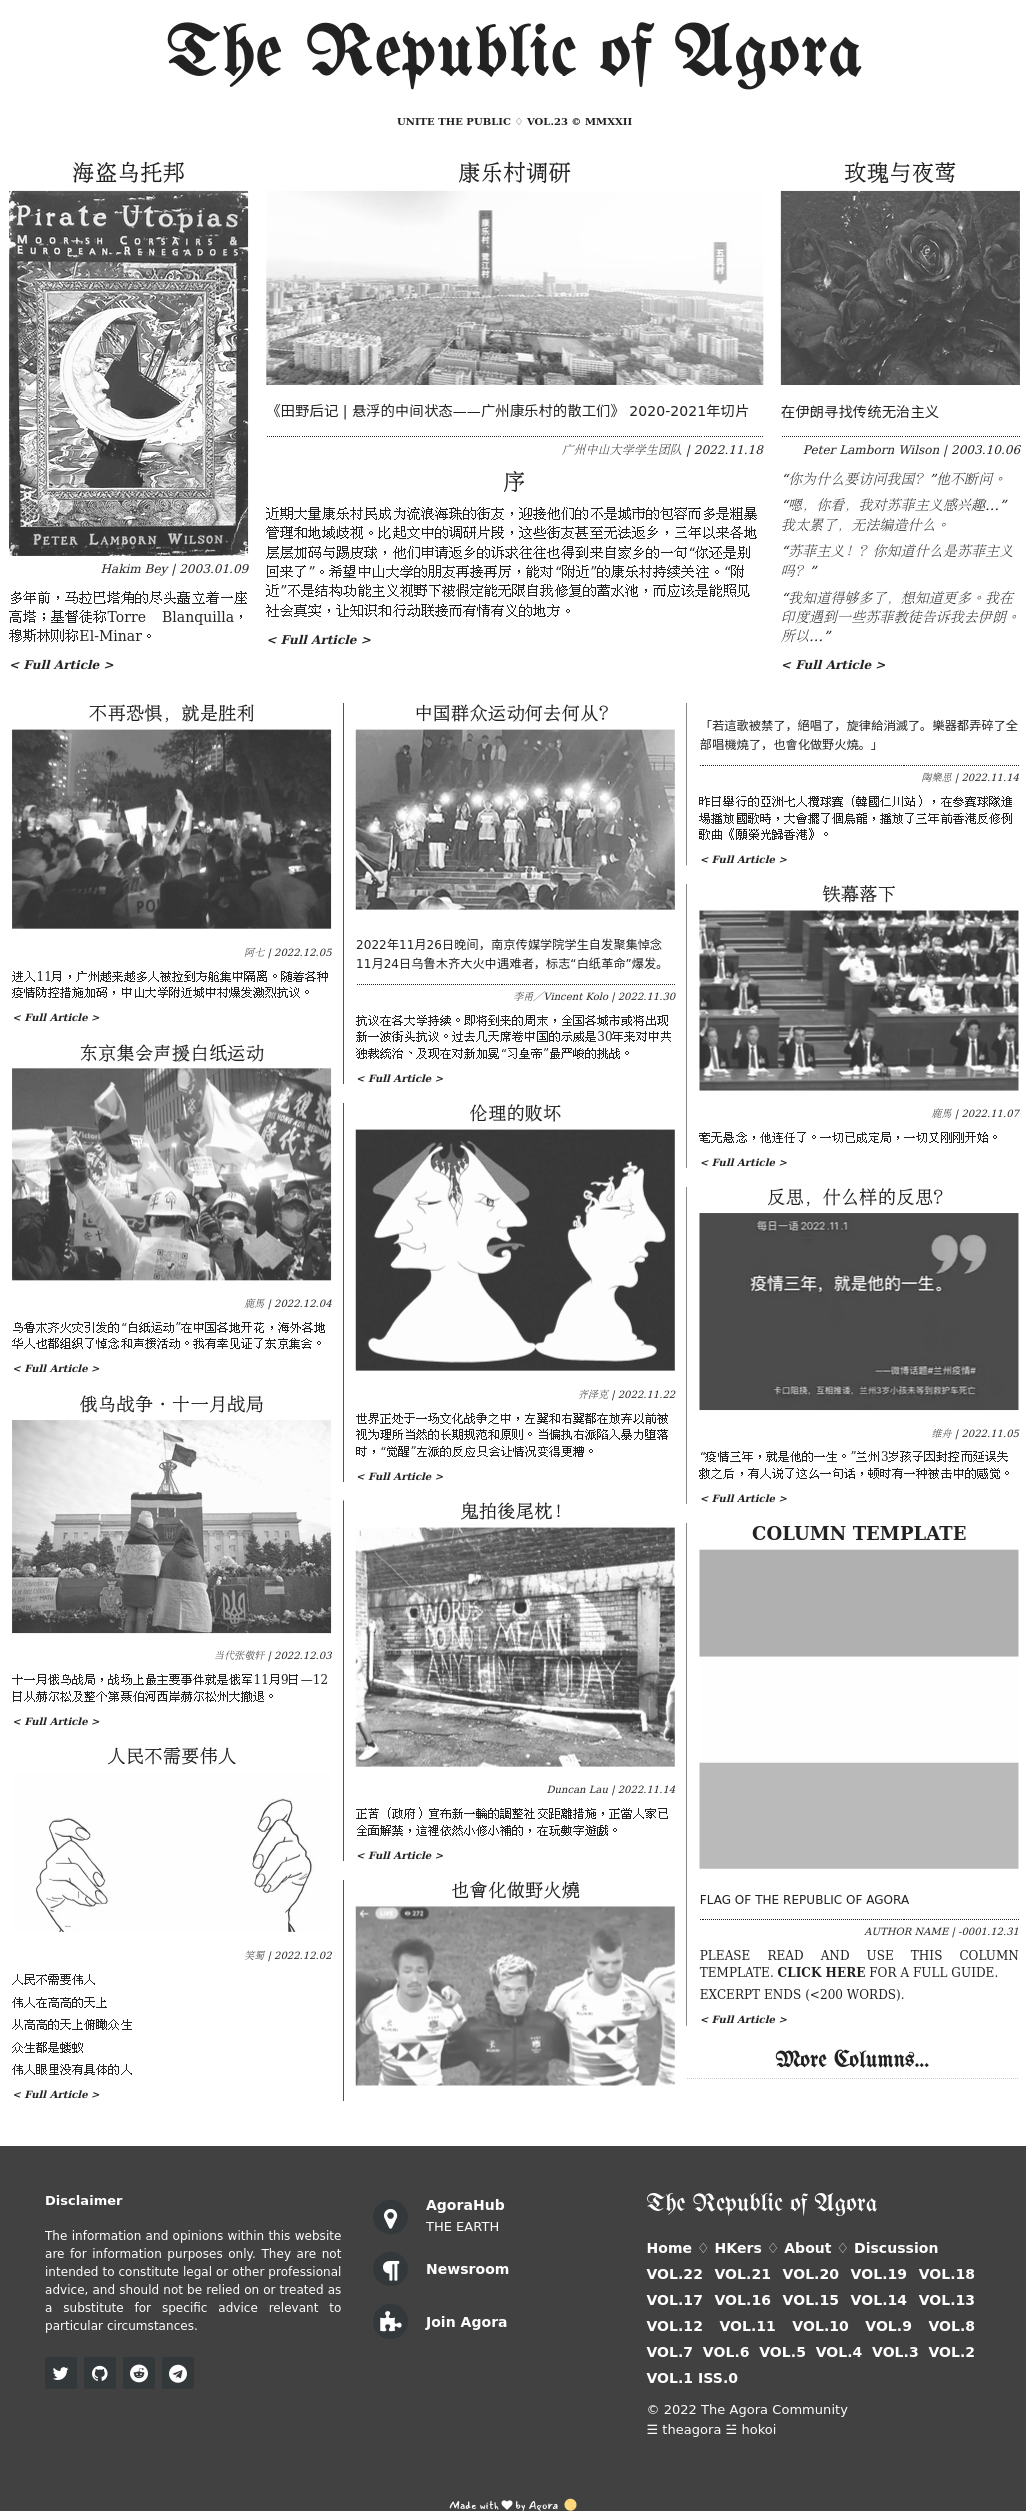 The Republic of Agora
UNITE THE PUBLIC ♢ VOL.23 © MMXXII
海盗乌托邦
Pirate Utopias
MOORISH CORSAIRS &
EUROPEAN RENEGADOES
PETER LAMBORN WILSON
Hakim Bey | 2003.01.09
多年前，马拉巴塔角的尽头矗立着一座
高塔；基督徒称Torre Blanquilla，
穆斯林则称El-Minar。
< Full Article >
康乐村调研
康乐村、鹭江村
石溪村
《田野后记 | 悬浮的中间状态——广州康乐村的散工们》 2020-2021年切片
广州中山大学学生团队 | 2022.11.18
序
近期大量康乐村民成为流浪海珠的街友，迎接他们的不是城市的包容而多是粗暴
管理和地域歧视。比起文中的调研片段，这些街友甚至无法返乡，三年以来各地
层层加码与踢皮球，他们申请返乡的诉求往往也得到来自家乡的一句“你还是别
回来了”。希望中山大学的朋友再接再厉，能对“附近”的康乐村持续关注。“附
近”不是结构功能主义视野下被假定能无限自我修复的蓄水池，而应该是能照见
社会真实，让知识和行动联接而有情有义的地方。
< Full Article >
玫瑰与夜莺
在伊朗寻找传统无治主义
Peter Lamborn Wilson | 2003.10.06
“你为什么要访问我国？”他不断问。
“嗯，你看，我对苏菲主义感兴趣…”
我太累了，无法编造什么。
“苏菲主义！？你知道什么是苏菲主义
吗？”
“我知道得够多了，想知道更多。我在
印度遇到一些苏菲教徒告诉我去伊朗。
所以…”
< Full Article >
不再恐惧，就是胜利
PO
阿七 | 2022.12.05
进入11月，广州越来越多人被拉到方舱集中隔离。随着各种
疫情防控措施加码，中山大学附近城中村爆发激烈抗议。
< Full Article >
东京集会声援白纸运动
鹿馬 | 2022.12.04
乌鲁木齐火灾引发的“白纸运动”在中国各地开花，海外各地
华人也都组织了悼念和声援活动。我有幸见证了东京集会。
< Full Article >
俄乌战争 · 十一月战局
当代张敬轩 | 2022.12.03
十一月俄乌战局，战场上最主要事件就是俄军11月9日—12
日从赫尔松及整个第聂伯河西岸赫尔松州大撤退。
< Full Article >
人民不需要伟人
笑蜀 | 2022.12.02
人民不需要伟人
伟人在高高的天上
从高高的天上俯瞰众生
众生都是蝼蚁
伟人眼里没有具体的人
< Full Article >
中国群众运动何去何从？
2022年11月26日晚间，南京传媒学院学生自发聚集悼念
11月24日乌鲁木齐大火中遇难者，标志“白纸革命”爆发。
李甭／Vincent Kolo | 2022.11.30
抗议在各大学持续。即将到来的周末，全国各城市或将出现
新一波街头抗议。过去几天席卷中国的示威是30年来对中共
独裁统治、及现在对新加冕“习皇帝”最严峻的挑战。
< Full Article >
伦理的败坏
齐泽克 | 2022.11.22
世界正处于一场文化战争之中，左翼和右翼都在放弃以前被
视为理所当然的长期规范和原则。当偏执右派陷入暴力堕落
时，“觉醒”左派的反应只会让情况变得更糟。
< Full Article >
鬼拍後尾枕！
WORDS
DO NOT MEAN
ANYTHING TODAY
Duncan Lau | 2022.11.14
正苦（政府）宣布新一輪的調整社交距離措施，正當人家已
全面解禁，這裡依然小修小補的，在玩數字遊戲。
< Full Article >
也會化做野火燒
LIVE
272
「若這歌被禁了，絕唱了，旋律給消滅了。樂器都弄碎了全
部唱機燒了，也會化做野火燒。」
陶樂思 | 2022.11.14
昨日舉行的亞洲七人欖球賽（韓國仁川站），在參賽球隊進
場播放國歌時，大會擺了個烏龍，播放了三年前香港反修例
歌曲《願榮光歸香港》。
< Full Article >
铁幕落下
鹿馬 | 2022.11.07
毫无悬念，他连任了。一切已成定局，一切又刚刚开始。
< Full Article >
反思，什么样的反思？
每日一语 2022 .11 .1
疫情三年，就是他的一生。
——微博话题#兰州疫情#
卡口阻挠，互相推诿，兰州3岁小孩未等到救护车死亡
维舟 | 2022.11.05
“疫情三年，就是他的一生。”兰州3岁孩子因封控而延误失
救之后，有人说了这么一句话，顿时有一种被击中的感觉。
< Full Article >
COLUMN TEMPLATE
FLAG OF THE REPUBLIC OF AGORA
AUTHOR NAME | -0001.12.31
PLEASE READ AND USE THIS COLUMN
TEMPLATE. CLICK HERE FOR A FULL GUIDE.
EXCERPT ENDS (<200 WORDS).
< Full Article >
More Columns...
Disclaimer
The information and opinions within this website
are for information purposes only. They are not
intended to constitute legal or other professional
advice, and should not be relied on or treated as
a substitute for specific advice relevant to
particular circumstances.
AgoraHub
THE EARTH
Newsroom
Join Agora
The Republic of Agora
Home ♢ HKers ♢ About ♢ Discussion
VOL.22 VOL.21 VOL.20 VOL.19 VOL.18
VOL.17 VOL.16 VOL.15 VOL.14 VOL.13
VOL.12 VOL.11 VOL.10 VOL.9 VOL.8
VOL.7 VOL.6 VOL.5 VOL.4 VOL.3 VOL.2
VOL.1 ISS.0
© 2022 The Agora Community
☰ theagora ☱ hokoi
Made with ❤ by Agora